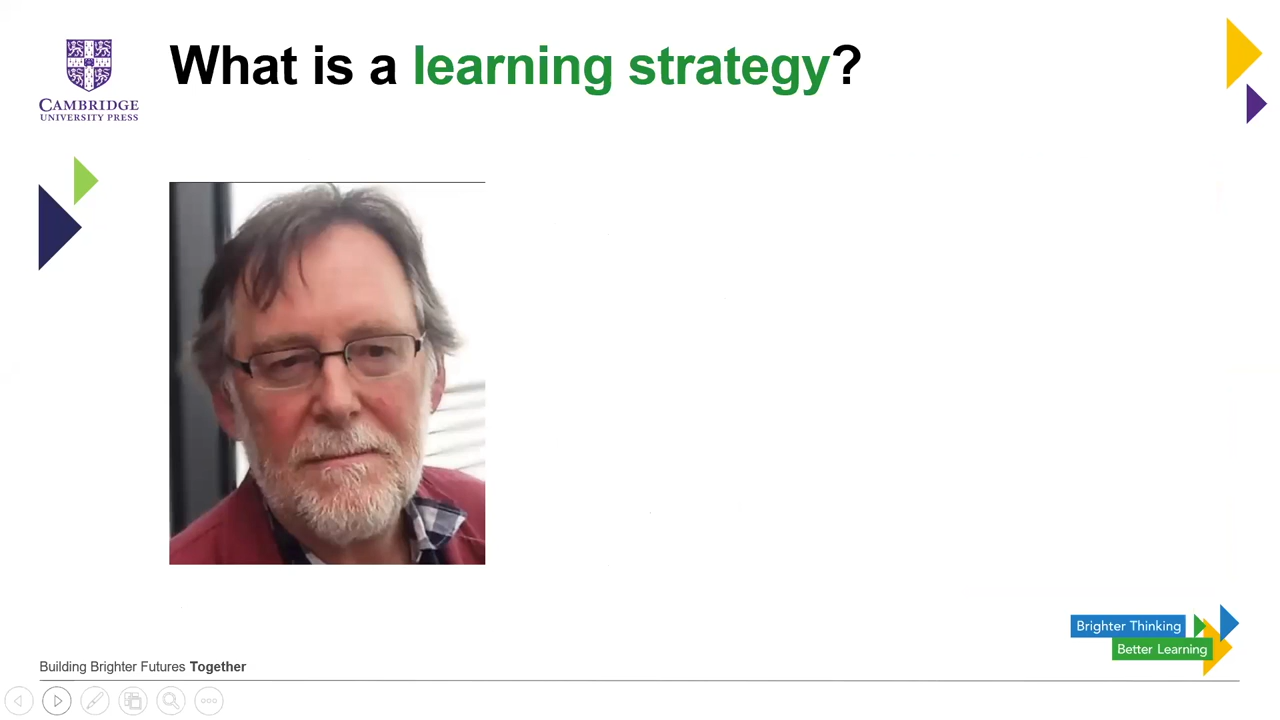 What is a learning strategy?
CAMBRIDGE
UNIVERSITY PRESS
Brighter Thinking
Better Learning
Building Brighter Futures Together